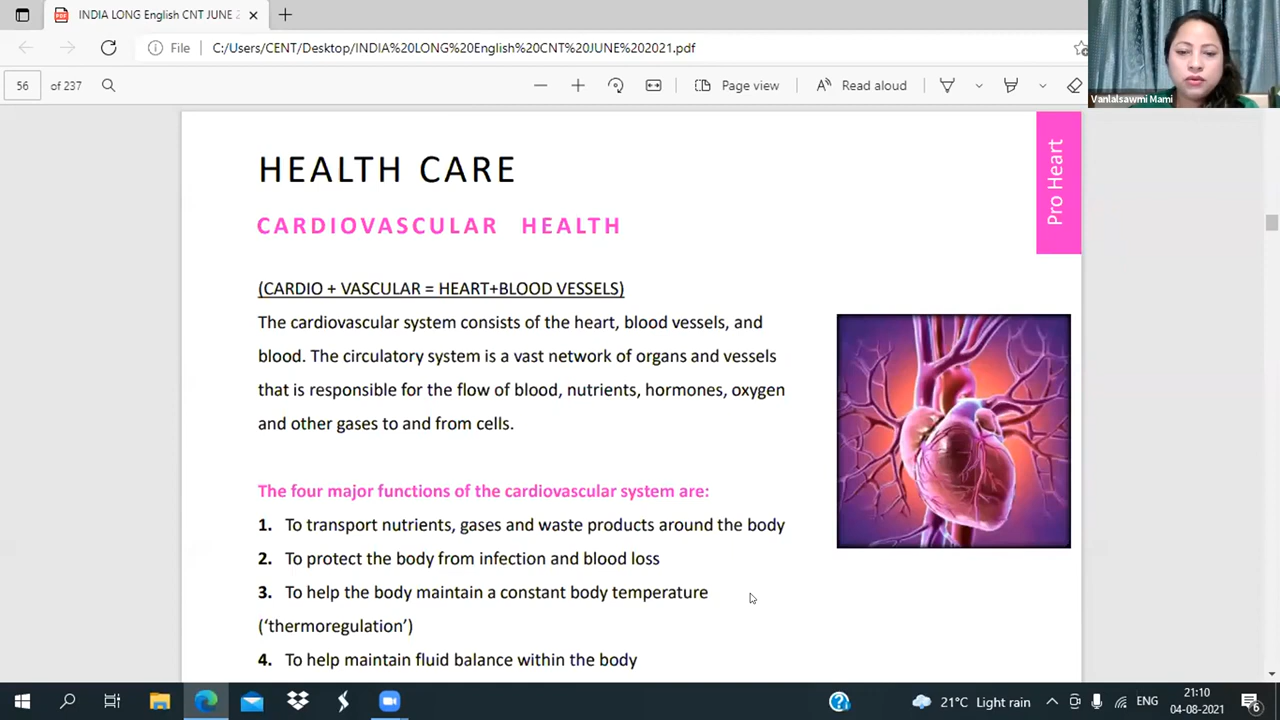 INDIA LONG English CNT JUNE 2
File C:/Users/CENT/Desktop/INDIA%20LONG%20English%20CNT%20JUNE%202021.pdf
56 of 237 Page view Read aloud
Vanlalsawmi Mami
Pro Heart
HEALTH CARE
CARDIOVASCULAR HEALTH
(CARDIO + VASCULAR = HEART+BLOOD VESSELS)
The cardiovascular system consists of the heart, blood vessels, and
blood. The circulatory system is a vast network of organs and vessels
that is responsible for the flow of blood, nutrients, hormones, oxygen
and other gases to and from cells.
The four major functions of the cardiovascular system are:
1. To transport nutrients, gases and waste products around the body
2. To protect the body from infection and blood loss
3. To help the body maintain a constant body temperature
(‘thermoregulation’)
4. To help maintain fluid balance within the body
21°C Light rain ENG 21:10
04-08-2021 6